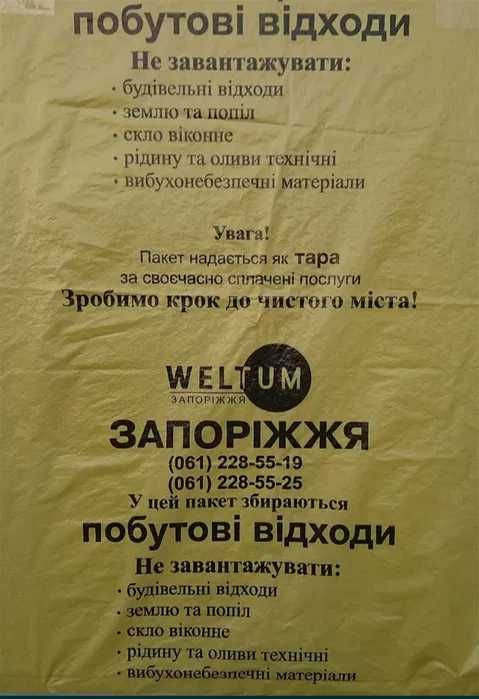 побутові відходи
Не завантажувати:
· будівельні відходи
· землю та попіл
· скло віконне
· рідину та оливи технічні
· вибухонебезпечні матеріали
Увага!
Пакет надається як тара
за своєчасно сплачені послуги
Зробимо крок до чистого міста!
WELTUM
ЗАПОРІЖЖЯ
ЗАПОРІЖЖЯ
(061) 228-55-19
(061) 228-55-25
У цей пакет збираються
побутові відходи
Не завантажувати:
· будівельні відходи
· землю та попіл
· скло віконне
· рідину та оливи технічні
· вибухонебезпечні матеріали